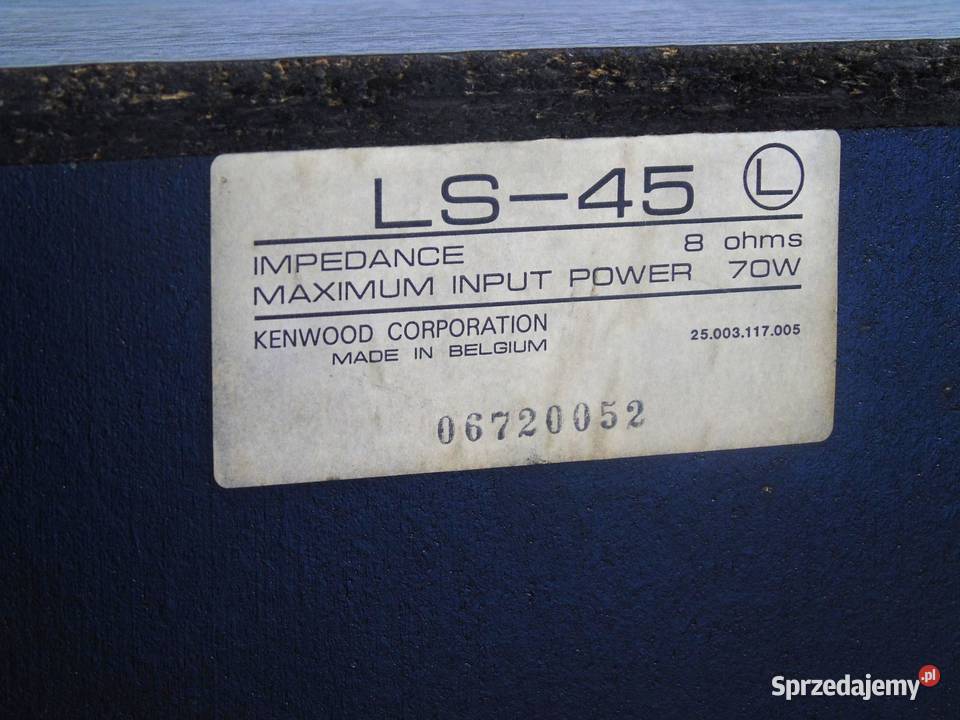 LS-45 L
IMPEDANCE 8 ohms
MAXIMUM INPUT POWER 70W
KENWOOD CORPORATION 25.003.117.005
MADE IN BELGIUM
06720052
Sprzedajemy.pl